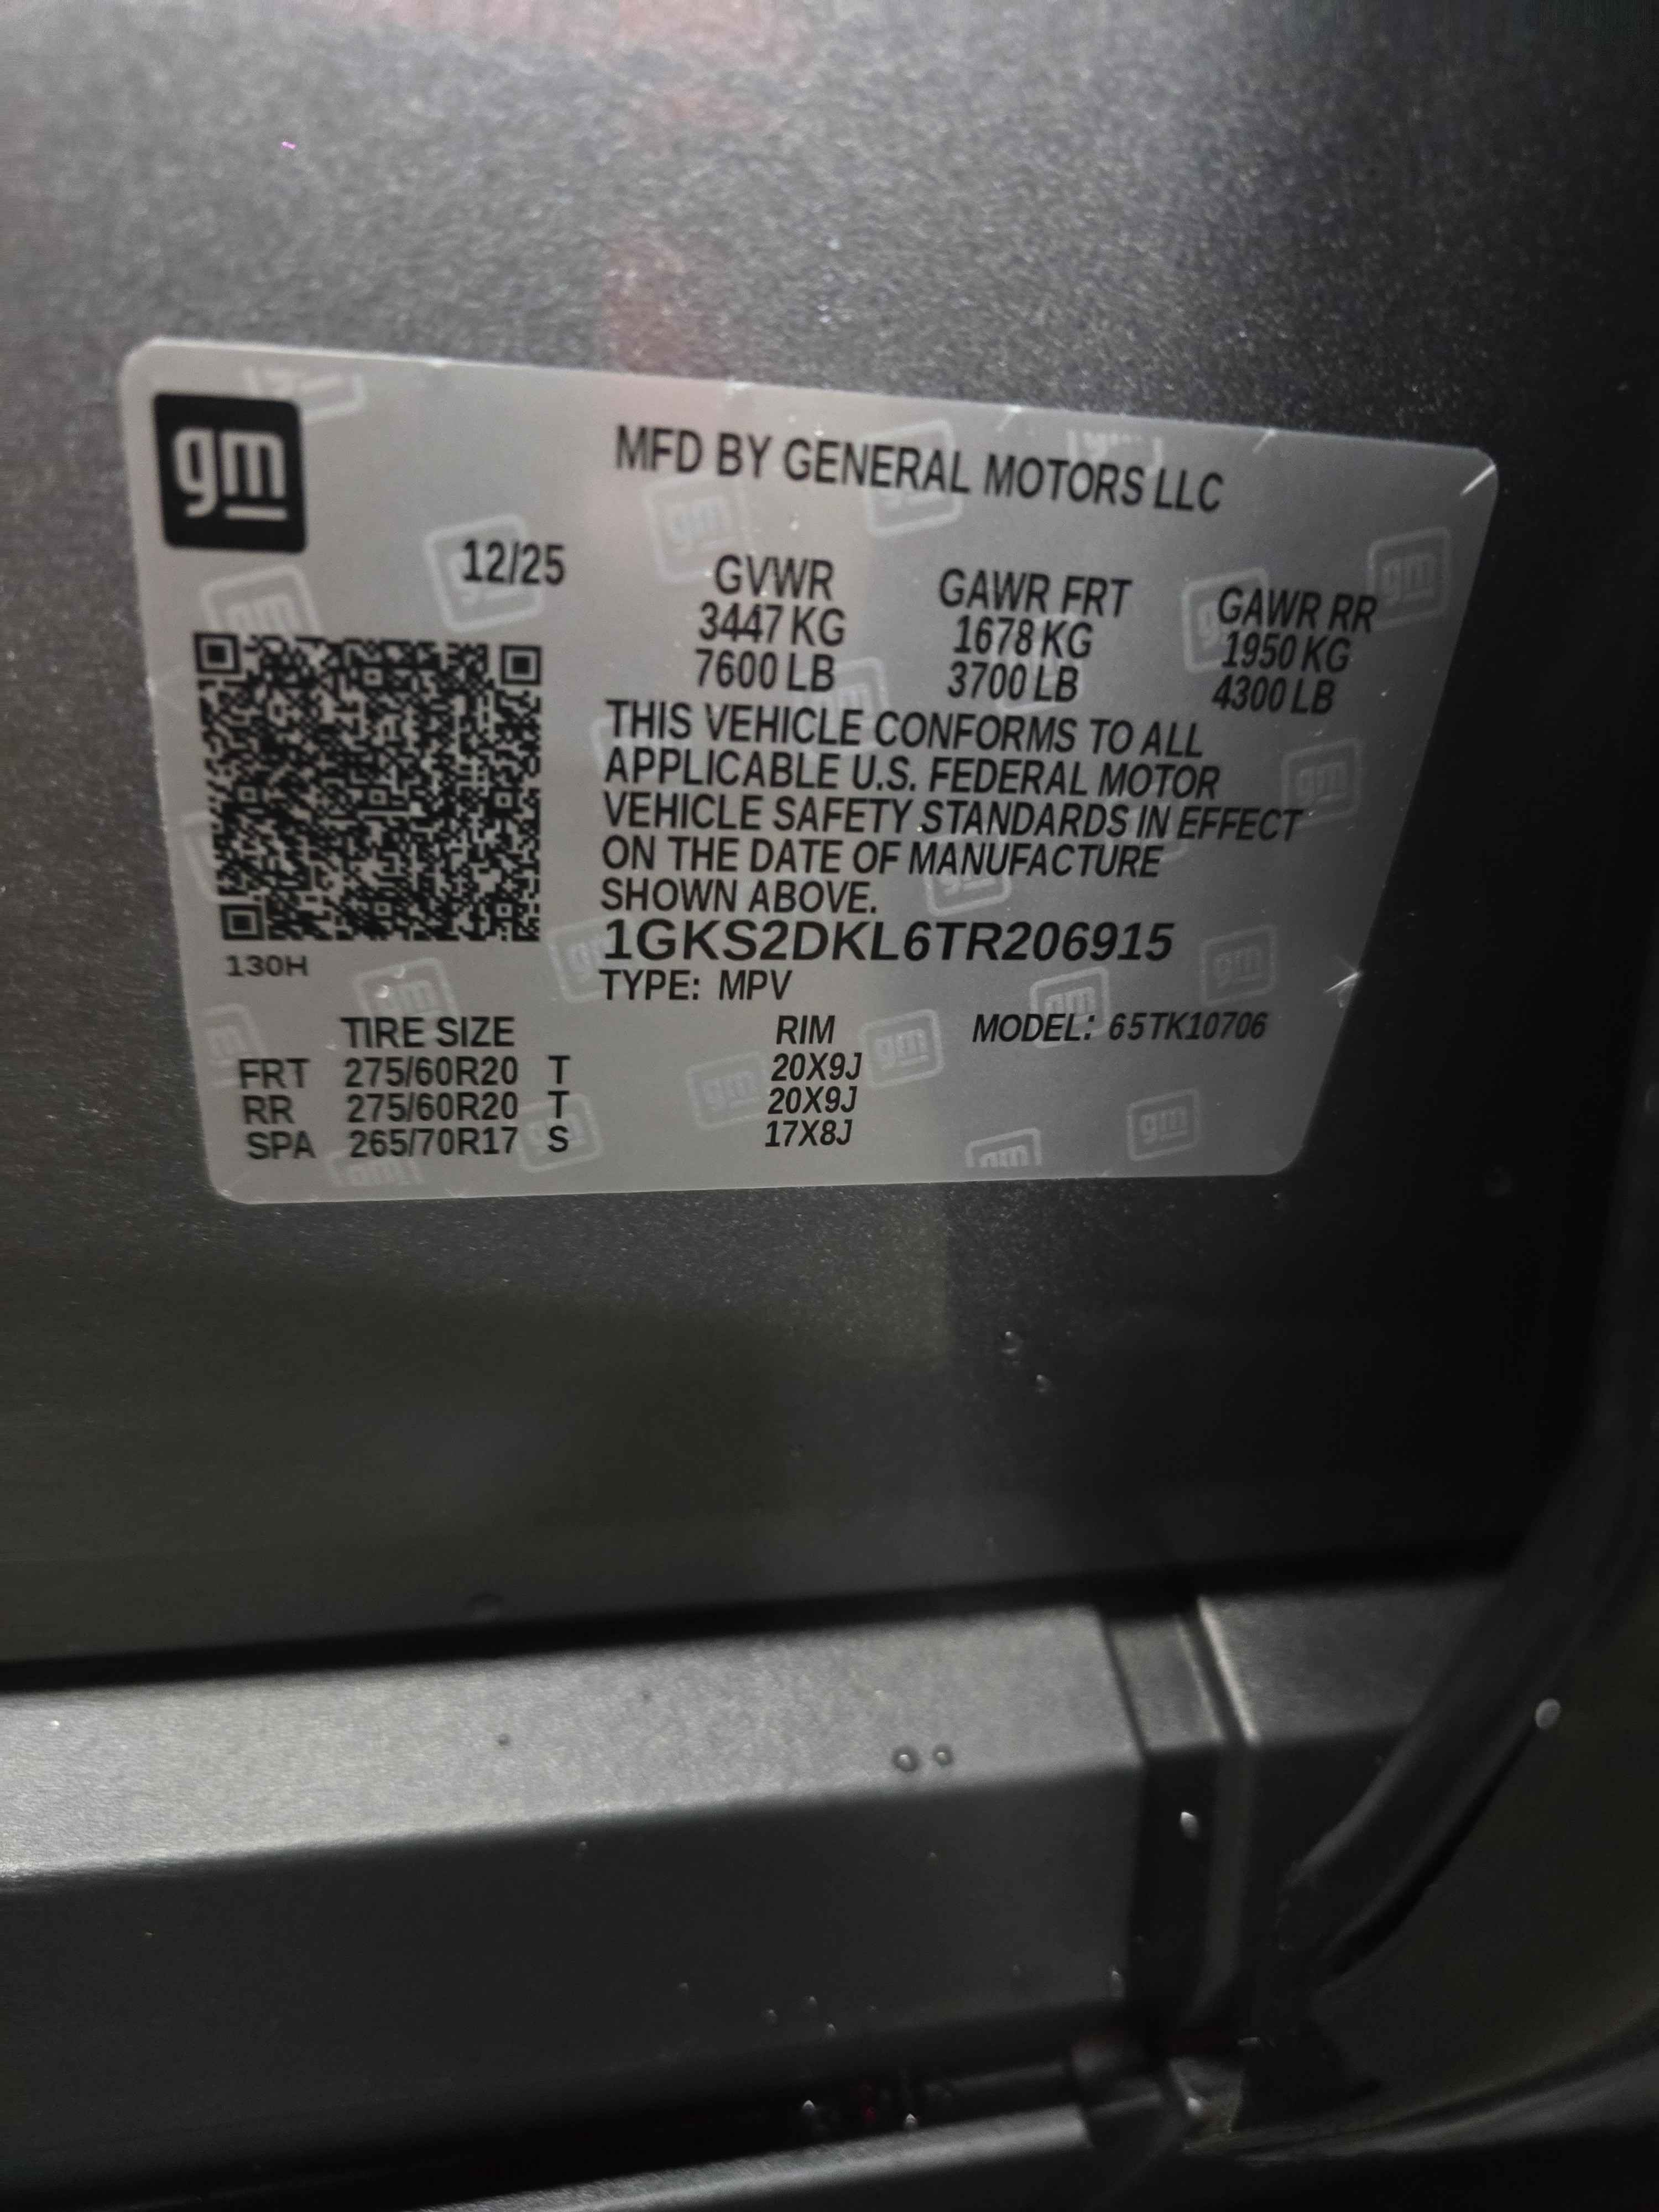 gm
MFD BY GENERAL MOTORS LLC
12/25
GVWR GAWR FRT GAWR RR
3447 KG 1678 KG 1950 KG
7600 LB 3700 LB 4300 LB
THIS VEHICLE CONFORMS TO ALL
APPLICABLE U.S. FEDERAL MOTOR
VEHICLE SAFETY STANDARDS IN EFFECT
ON THE DATE OF MANUFACTURE
SHOWN ABOVE.
1GKS2DKL6TR206915
130H
TYPE: MPV
TIRE SIZE RIM MODEL: 65TK10706
FRT 275/60R20 T 20X9J
RR 275/60R20 T 20X9J
SPA 265/70R17 S 17X8J